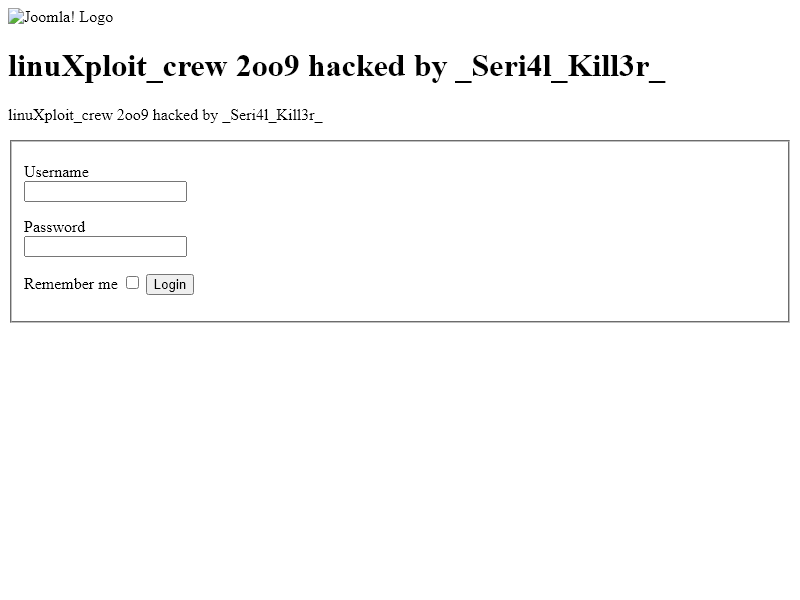 Joomla! Logo
linuXploit_crew 2oo9 hacked by _Seri4l_Kill3r_
linuXploit_crew 2oo9 hacked by _Seri4l_Kill3r_
Username
Password
Remember me Login